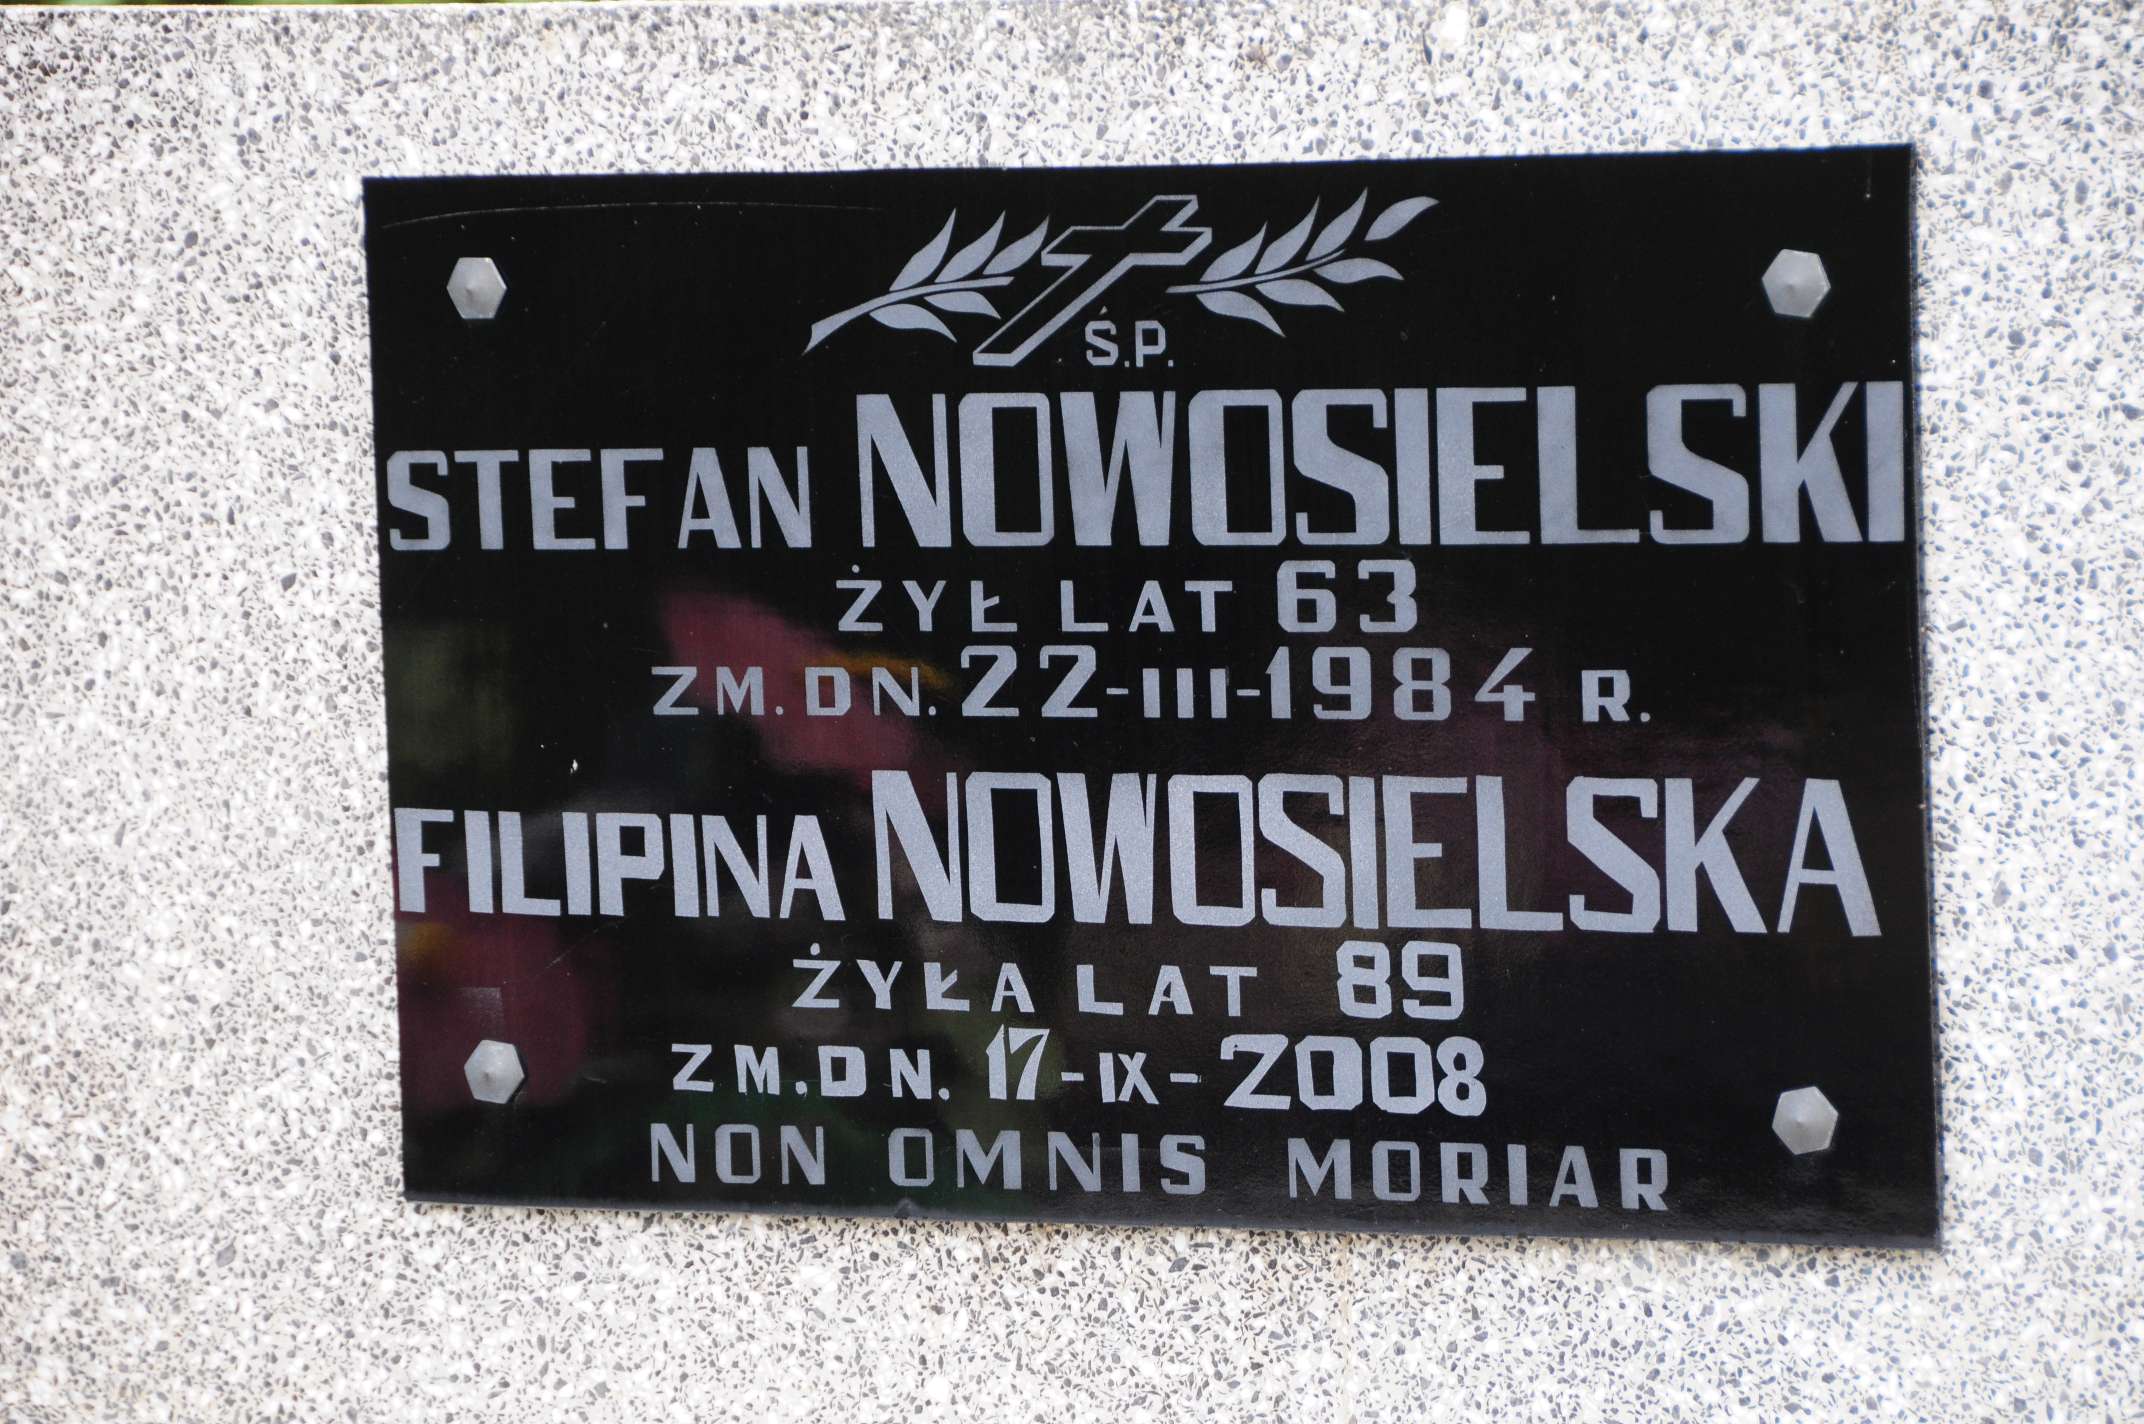 Ś.P.
STEFAN NOWOSIELSKI
ŻYŁ LAT 63
ZM. DN. 22-III-1984 R.
FILIPINA NOWOSIELSKA
ŻYŁA LAT 89
ZM. DN. 17-IX-2008
NON OMNIS MORIAR